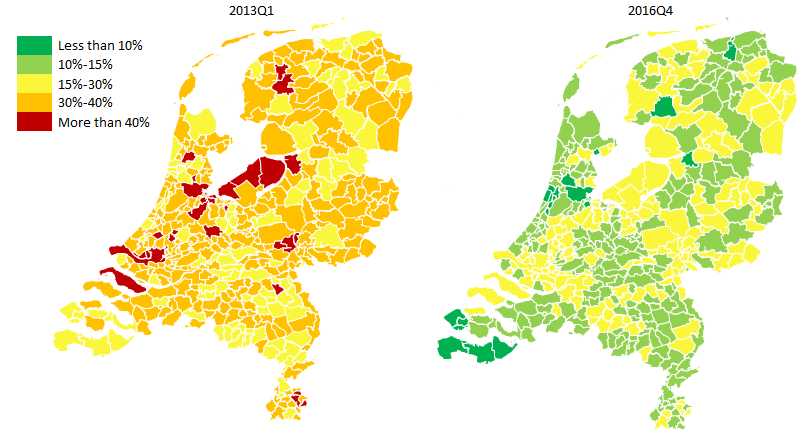 2013Q1
2016Q4
Less than 10%
10%-15%
15%-30%
30%-40%
More than 40%